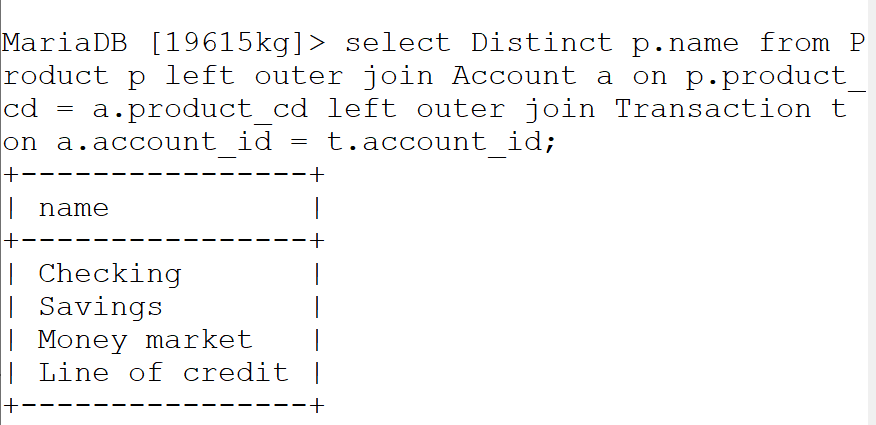 MariaDB [19615kg]> select Distinct p.name from P
roduct p left outer join Account a on p.product_
cd = a.product_cd left outer join Transaction t
on a.account_id = t.account_id;
+----------------+
| name           |
+----------------+
| Checking       |
| Savings        |
| Money market   |
| Line of credit |
+----------------+